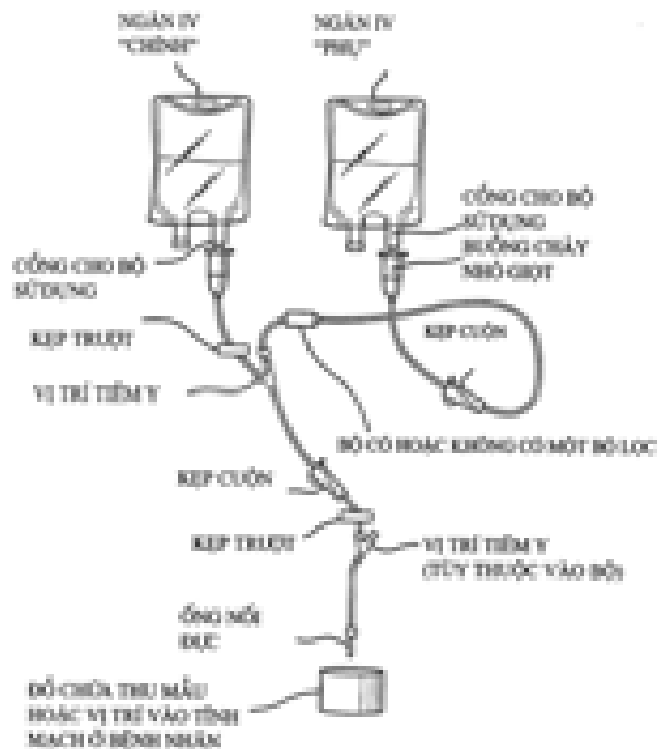 NGĂN IV
"CHÍNH"
NGĂN IV
"PHỤ"
CỔNG CHO BỘ
SỬ DỤNG
BUỒNG CHẢY
NHỎ GIỌT
CỔNG CHO BỘ
SỬ DỤNG
KẸP TRƯỢT
KẸP CUỘN
VỊ TRÍ TIÊM Y
BỘ CÓ HOẶC KHÔNG CÓ MỘT BỘ LỌC
KẸP CUỘN
KẸP TRƯỢT
VỊ TRÍ TIÊM Y
(TÙY THUỘC VÀO BỘ)
ỐNG NỐI
ĐỰC
ĐỒ CHỨA THU MẪU
HOẶC VỊ TRÍ VÀO TĨNH
MẠCH Ở BỆNH NHÂN